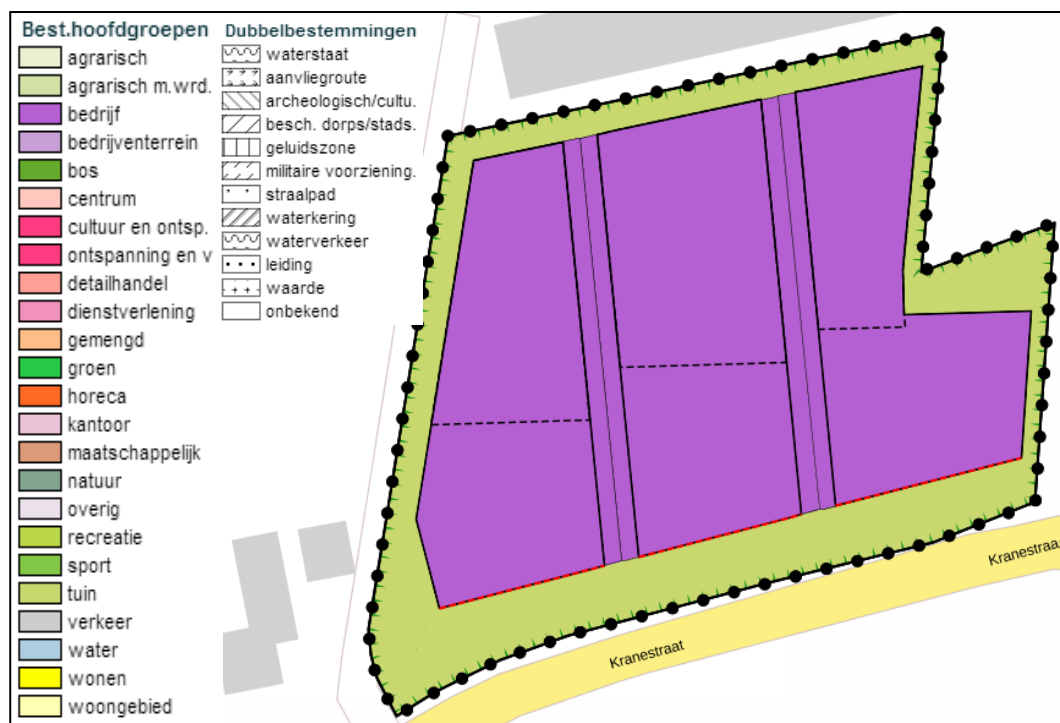 Best.hoofdgroepen
agrarisch
agrarisch m.wrd.
bedrijf
bedrijventerrein
bos
centrum
cultuur en ontsp.
ontspanning en v
detailhandel
dienstverlening
gemengd
groen
horeca
kantoor
maatschappelijk
natuur
overig
recreatie
sport
tuin
verkeer
water
wonen
woongebied
Dubbelbestemmingen
waterstaat
aanvliegroute
archeologisch/cultu.
besch. dorps/stads.
geluidszone
militaire voorziening.
straalpad
waterkering
waterverkeer
leiding
waarde
onbekend
Kranestraat
Kranestraa